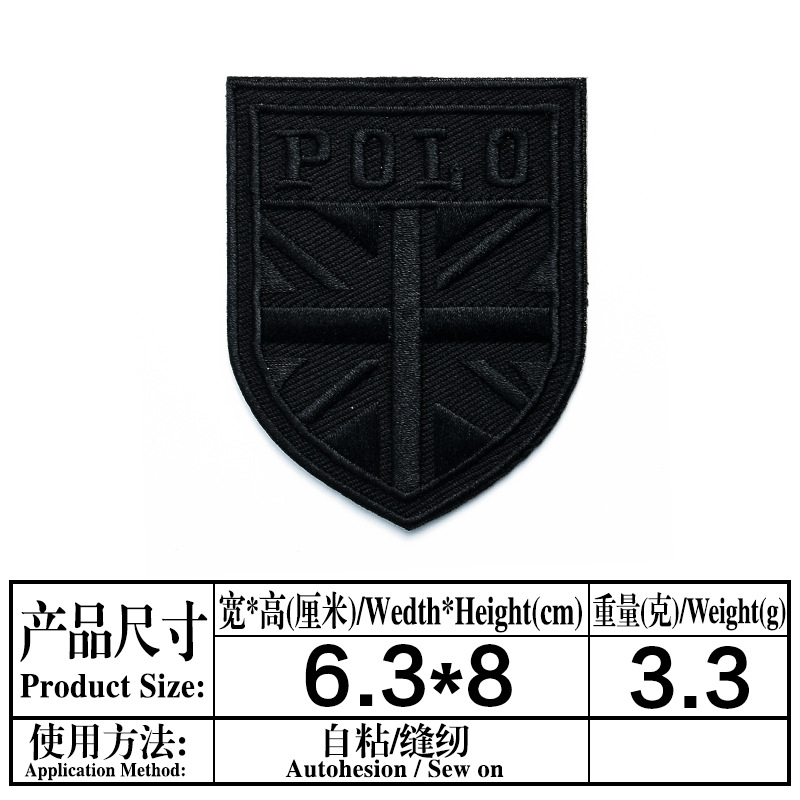 POLO
产品尺寸
Product Size:
宽*高(厘米)/Wedth*Height(cm)
重量(克)/Weight(g)
6.3*8
3.3
使用方法:
Application Method:
自粘/缝纫
Autohesion / Sew on